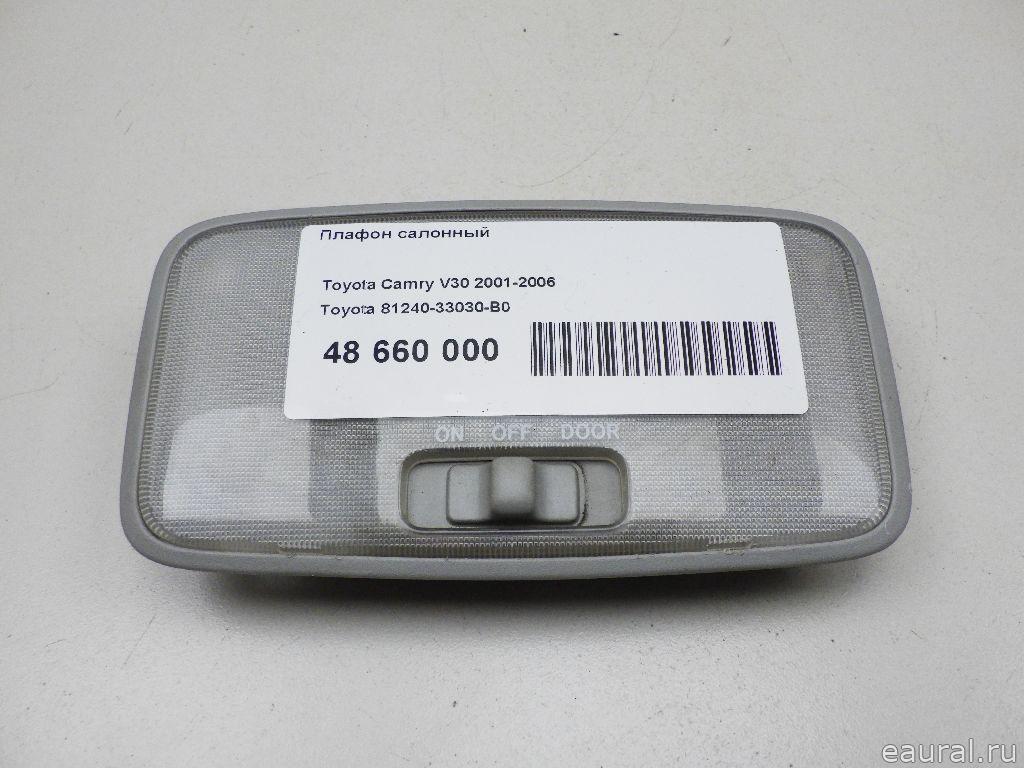 Плафон салонный
Toyota Camry V30 2001-2006
Toyota 81240-33030-B0
48 660 000
ON OFF DOOR
eaural.ru